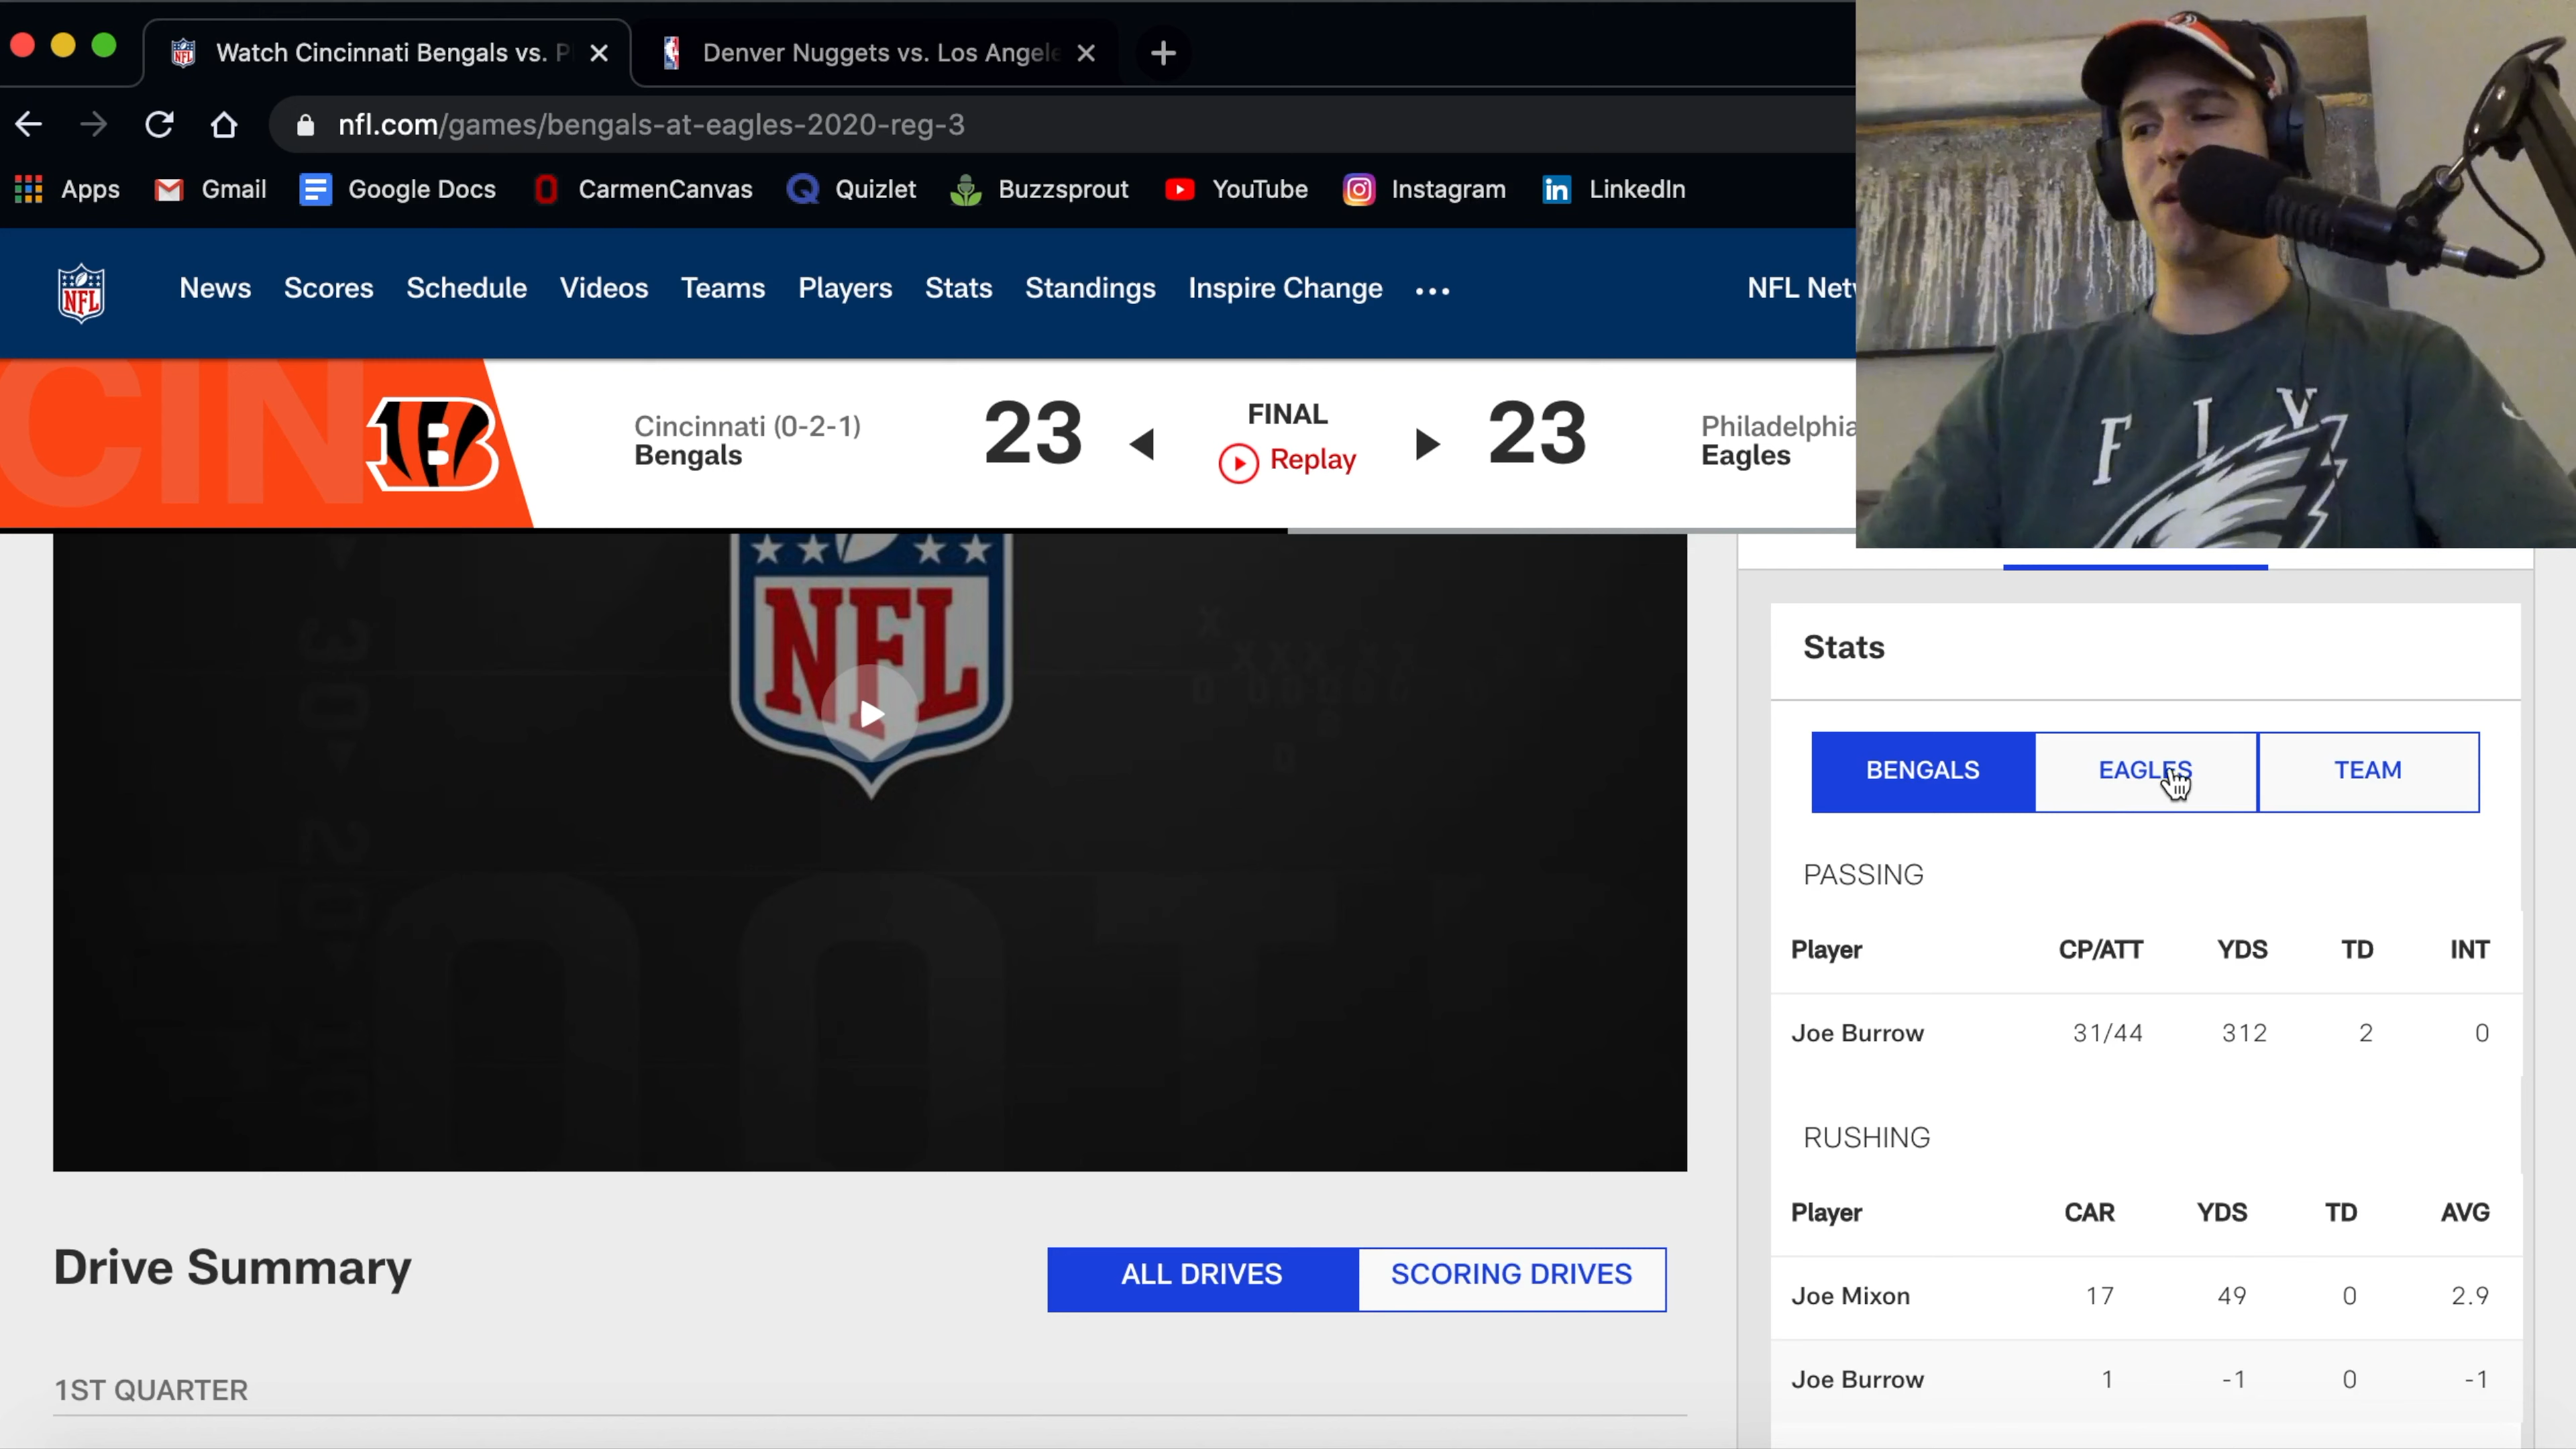 Watch Cincinnati Bengals vs. P
Denver Nuggets vs. Los Angele
nfl.com/games/bengals-at-eagles-2020-reg-3
Apps Gmail Google Docs CarmenCanvas Quizlet Buzzsprout YouTube Instagram LinkedIn
NFL News Scores Schedule Videos Teams Players Stats Standings Inspire Change ... NFL Netw
CIN
Cincinnati (0-2-1)
Bengals
23
FINAL
Replay
23
Philadelphia
Eagles
FLY
NFL
Stats
BENGALS EAGLES TEAM
PASSING
Player CP/ATT YDS TD INT
Joe Burrow 31/44 312 2 0
RUSHING
Player CAR YDS TD AVG
Joe Mixon 17 49 0 2.9
Joe Burrow 1 -1 0 -1
Drive Summary
ALL DRIVES SCORING DRIVES
1ST QUARTER